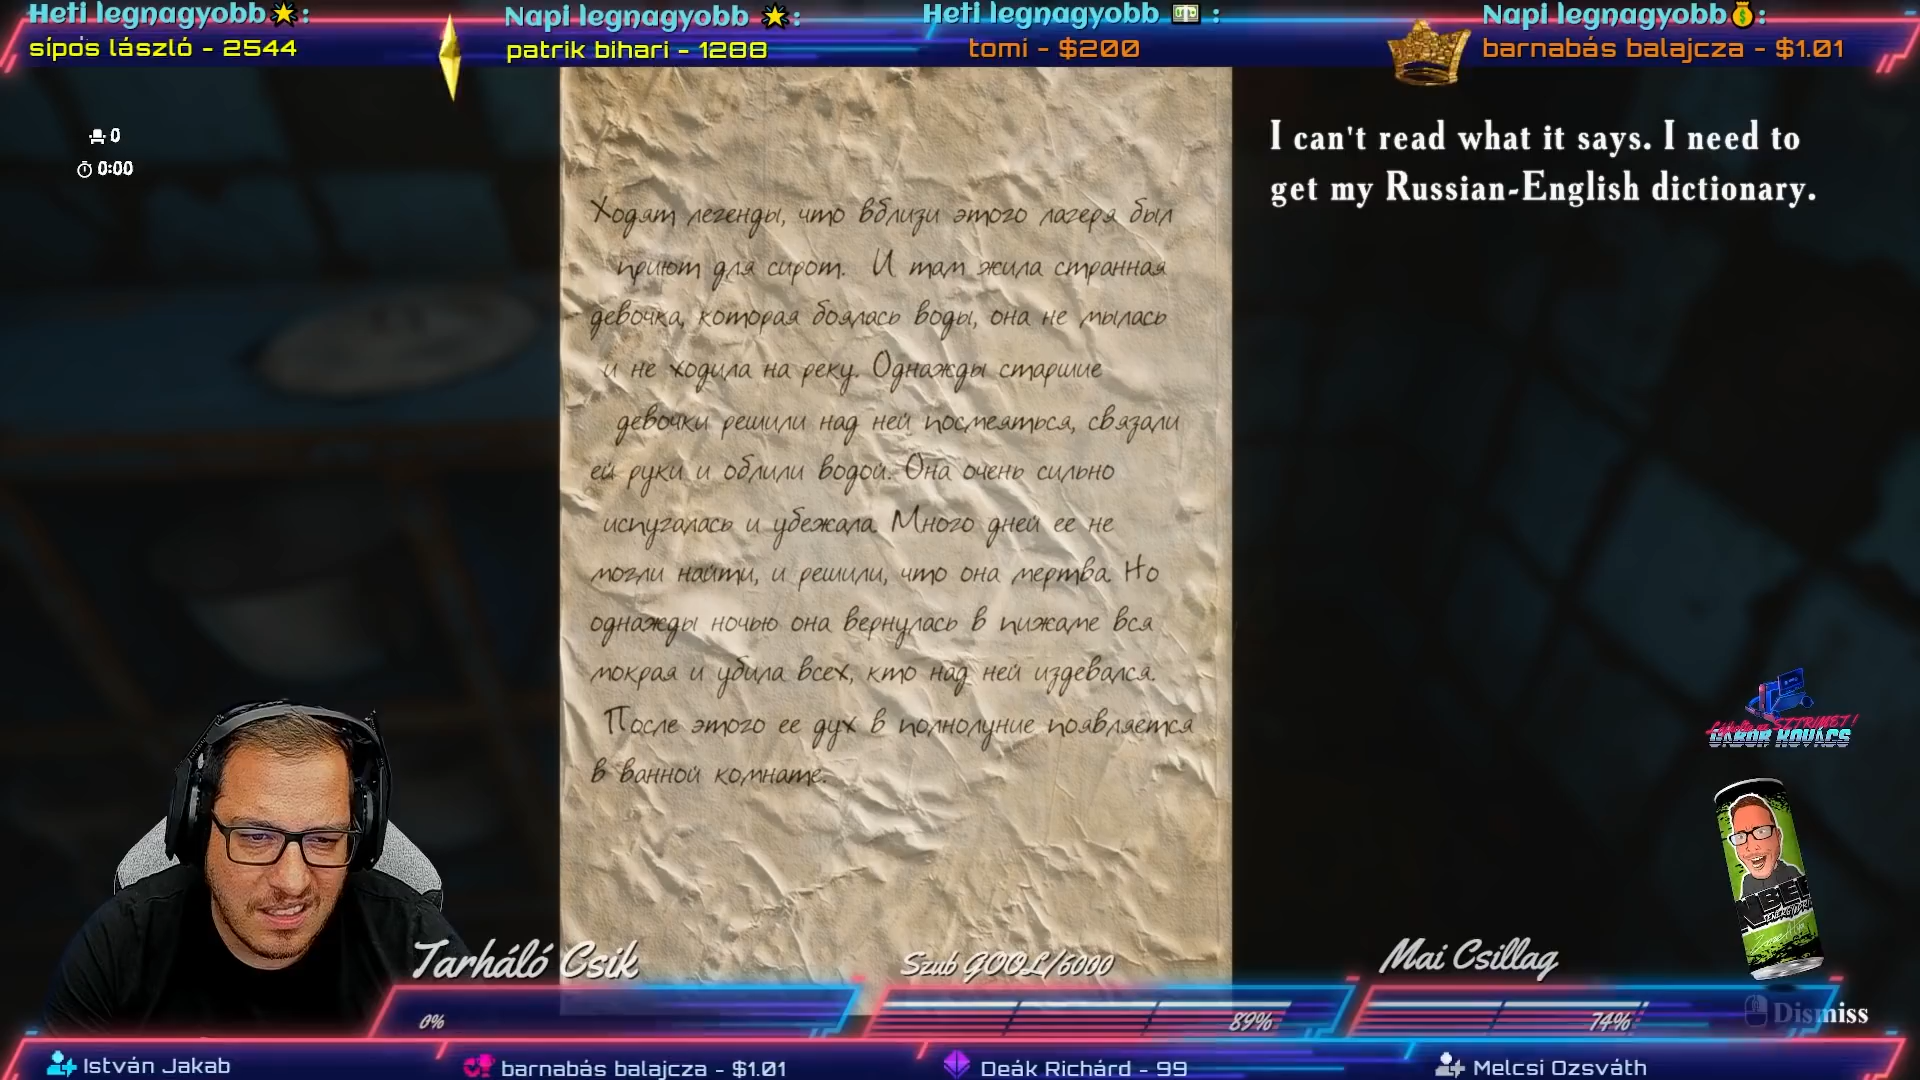 Heti legnagyobb⭐:
sípos lászló - 2544
Napi legnagyobb ⭐:
patrik bihari - 1288
Heti legnagyobb 💵 :
tomi - $200
Napi legnagyobb💰:
barnabás balajcza - $1.01
0
0:00
I can't read what it says. I need to
get my Russian-English dictionary.
Ходят легенды, что вблизи этого лагеря был
приют для сирот. И там жила странная
девочка, которая боялась воды, она не мылась
и не ходила на реку. Однажды старшие
девочки решили над ней посмеяться, связали
ей руки и облили водой. Она очень сильно
испугалась и убежала. Много дней ее не
могли найти, и решили, что она мертва. Но
однажды ночью она вернулась в пижаме вся
мокрая и убила всех, кто над ней издевался.
После этого ее дух в полнолуние появляется
в ванной комнате.
GABOR KOVACS
Tarháló Csík
Szub GOOL/6000
Mai Csillag
0%
89%
74%
Dismiss
István Jakab
barnabás balajcza - $1.01
Deák Richárd - 99
Melcsi Ozsváth